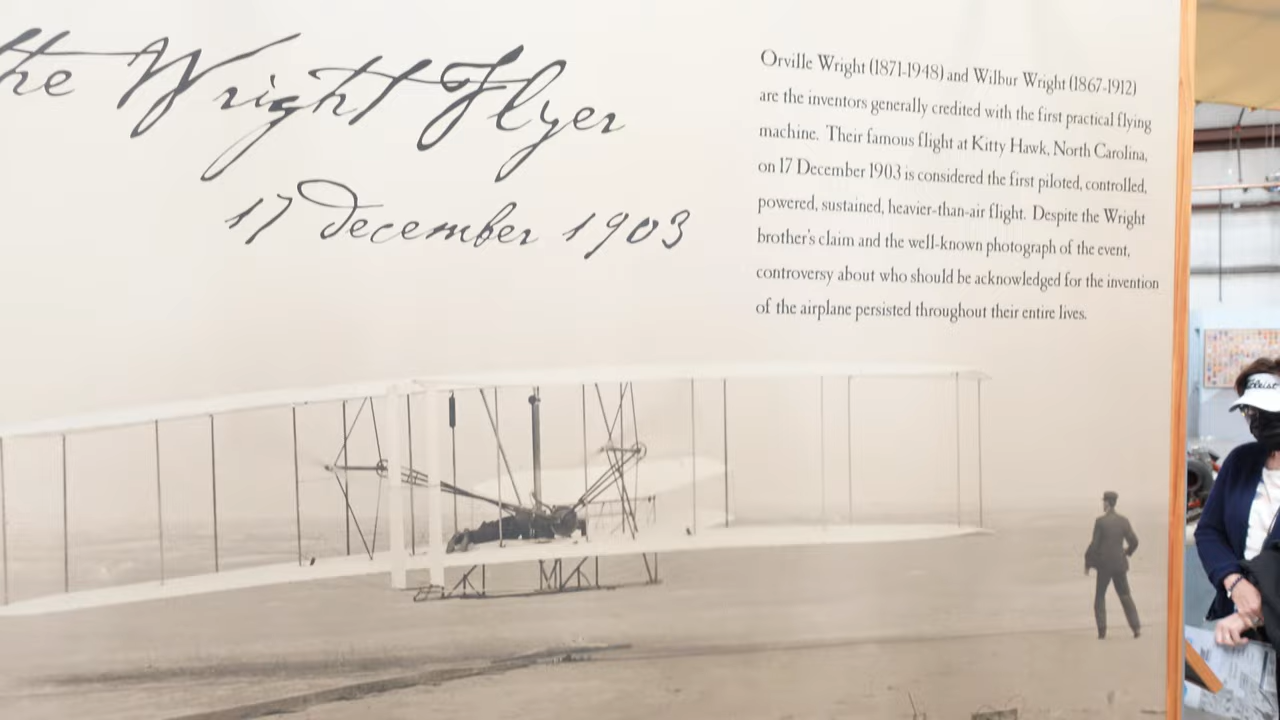 the Wright Flyer
17 december 1903
Orville Wright (1871-1948) and Wilbur Wright (1867-1912)
are the inventors generally credited with the first practical flying
machine. Their famous flight at Kitty Hawk, North Carolina,
on 17 December 1903 is considered the first piloted, controlled,
powered, sustained, heavier-than-air flight. Despite the Wright
brother's claim and the well-known photograph of the event,
controversy about who should be acknowledged for the invention
of the airplane persisted throughout their entire lives.
Titleist